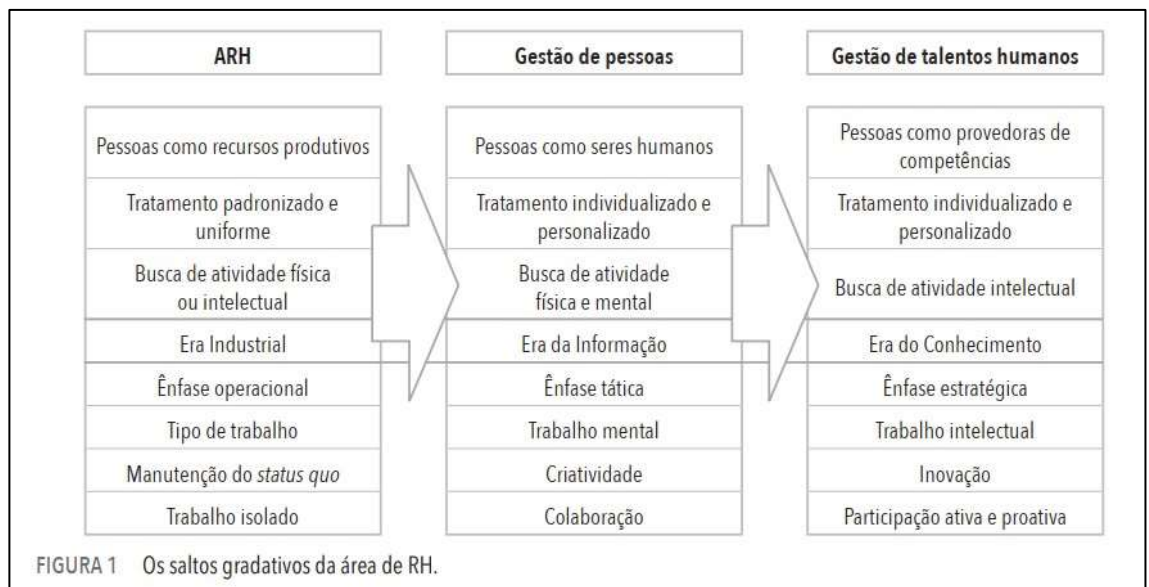 ARH
Gestão de pessoas
Gestão de talentos humanos
Pessoas como recursos produtivos
Tratamento padronizado e
uniforme
Busca de atividade física
ou intelectual
Era Industrial
Ênfase operacional
Tipo de trabalho
Manutenção do status quo
Trabalho isolado
Pessoas como seres humanos
Tratamento individualizado e
personalizado
Busca de atividade
física e mental
Era da Informação
Ênfase tática
Trabalho mental
Criatividade
Colaboração
Pessoas como provedoras de
competências
Tratamento individualizado e
personalizado
Busca de atividade intelectual
Era do Conhecimento
Ênfase estratégica
Trabalho intelectual
Inovação
Participação ativa e proativa
FIGURA 1 Os saltos gradativos da área de RH.